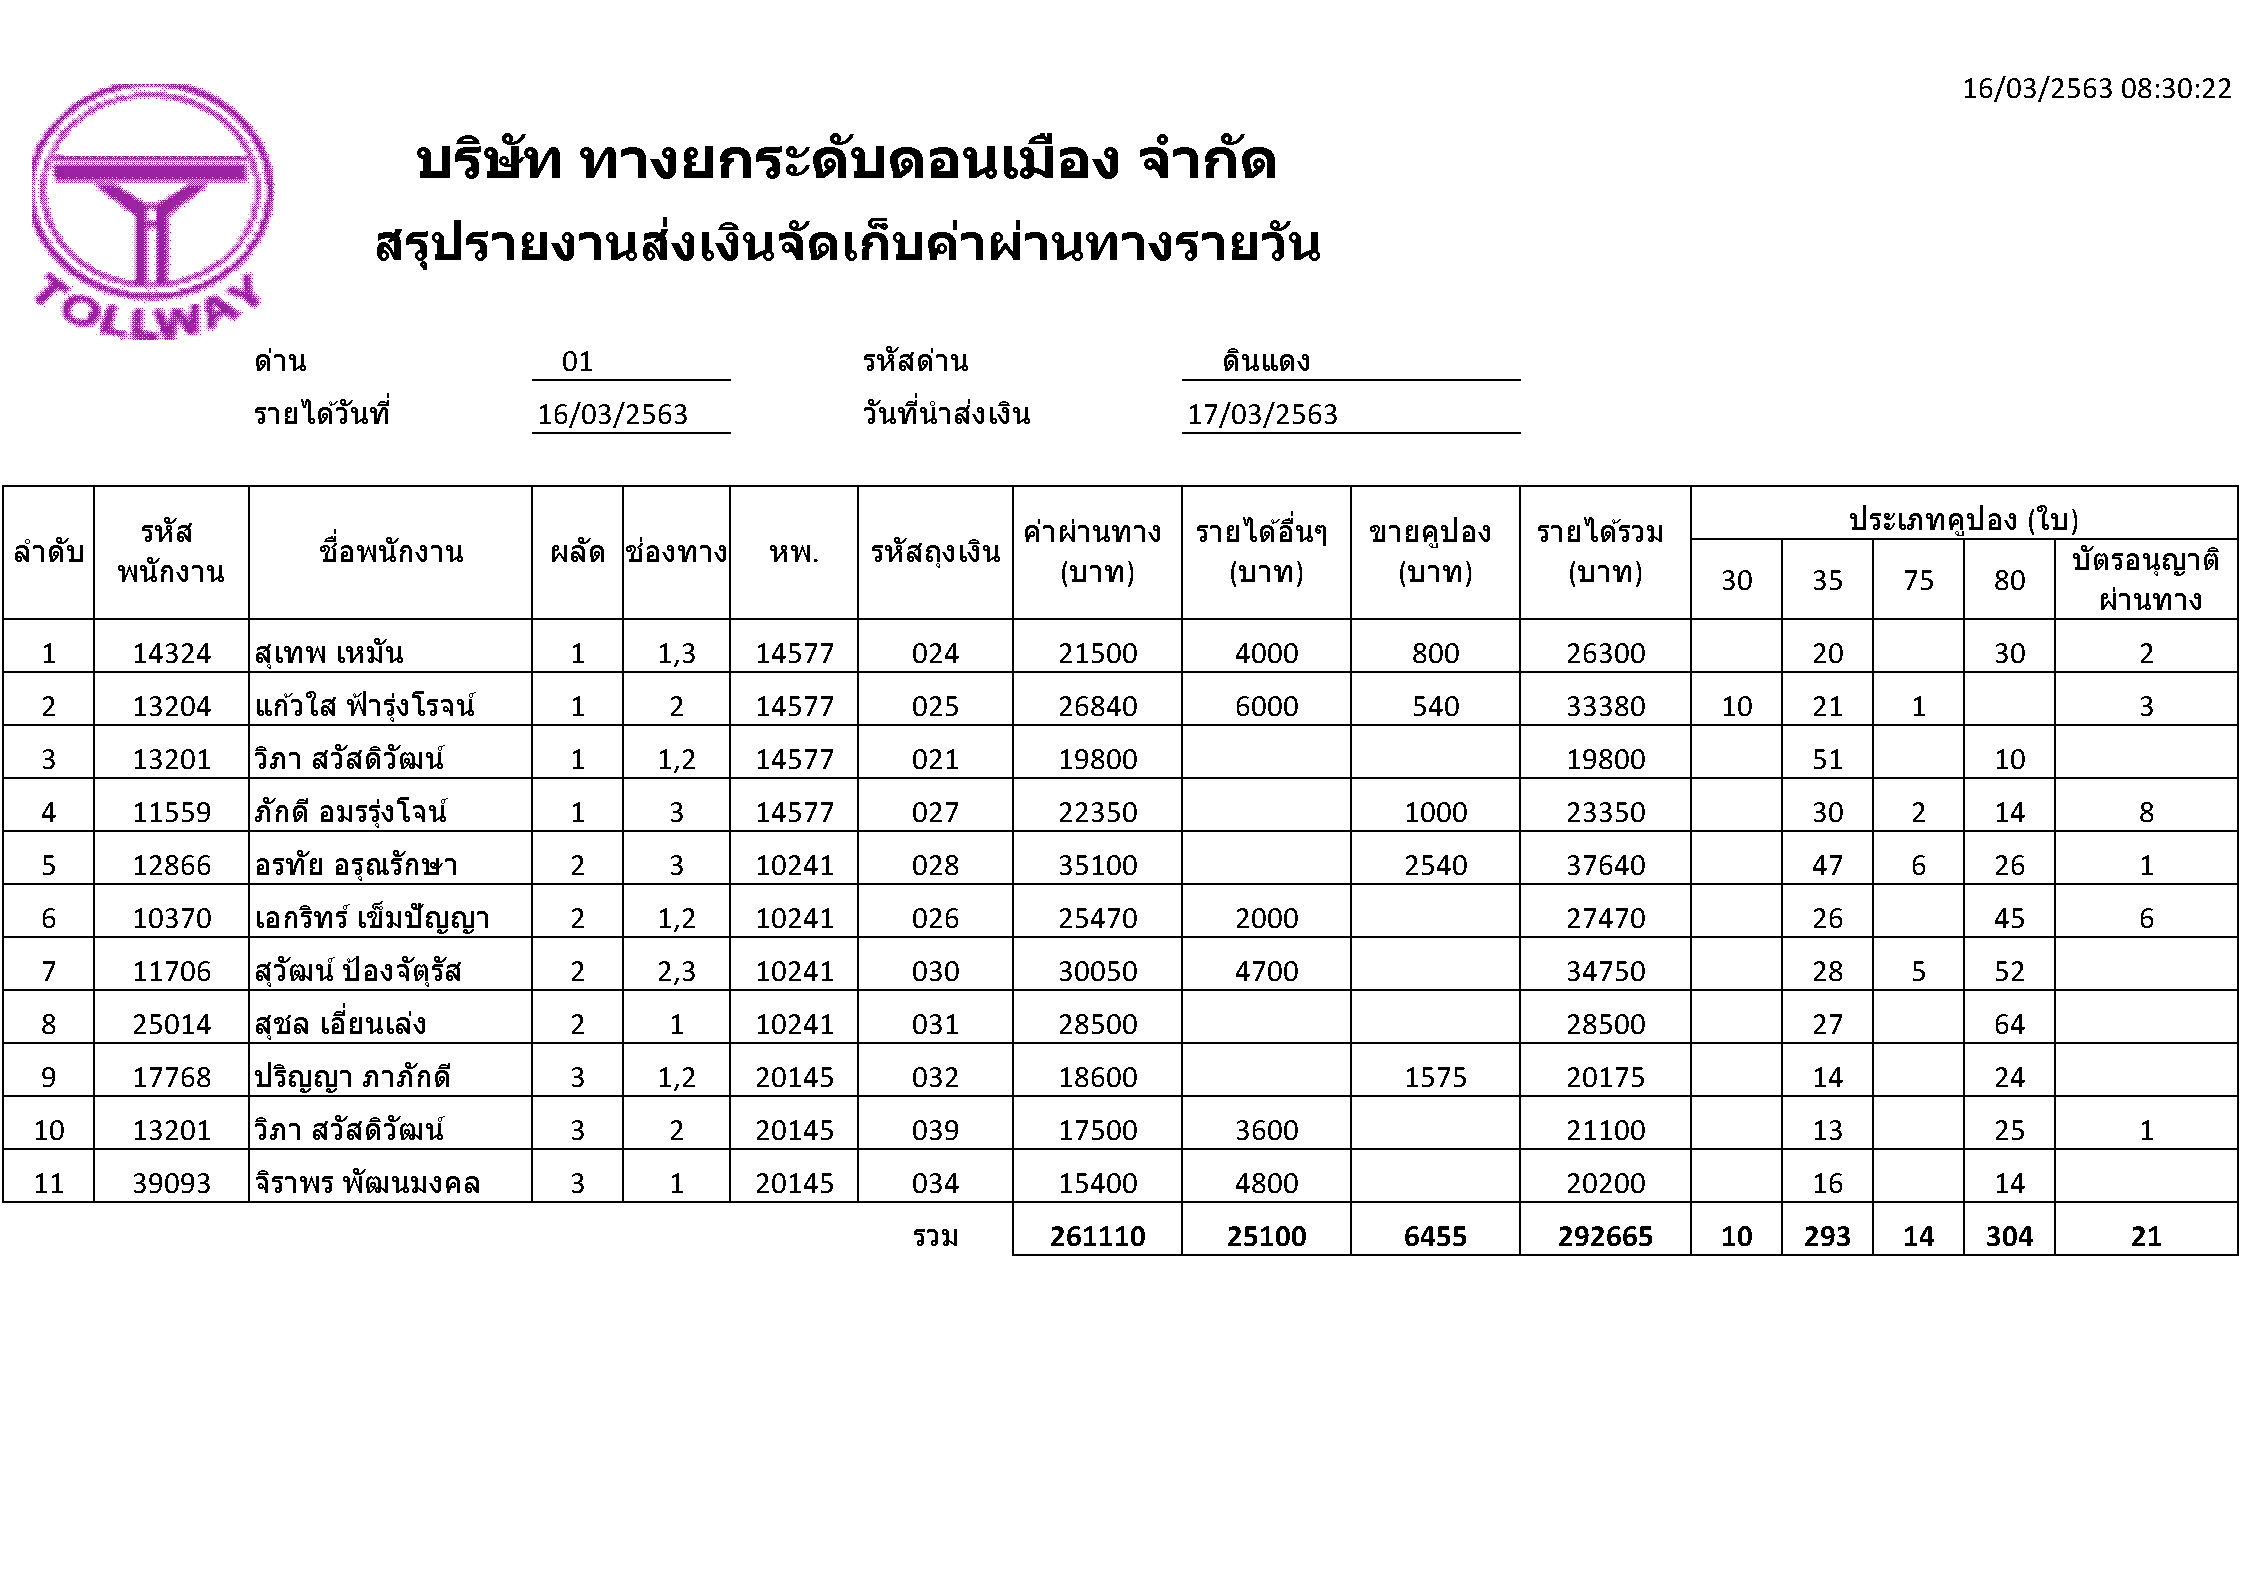 16/03/2563 08:30:22
TOLLWAY
บริษัท ทางยกระดับดอนเมือง จำกัด
สรุปรายงานส่งเงินจัดเก็บค่าผ่านทางรายวัน
ด่าน 01 รหัสด่าน ดินแดง
รายได้วันที่ 16/03/2563 วันที่นำส่งเงิน 17/03/2563
ลำดับ รหัสพนักงาน ชื่อพนักงาน ผลัด ช่องทาง หพ. รหัสถุงเงิน ค่าผ่านทาง (บาท) รายได้อื่นๆ (บาท) ขายคูปอง (บาท) รายได้รวม (บาท) ประเภทคูปอง (ใบ)
30 35 75 80 บัตรอนุญาติผ่านทาง
1 14324 สุเทพ เหมัน 1 1,3 14577 024 21500 4000 800 26300 20 30 2
2 13204 แก้วใส ฟ้ารุ่งโรจน์ 1 2 14577 025 26840 6000 540 33380 10 21 1 3
3 13201 วิภา สวัสดิวัฒน์ 1 1,2 14577 021 19800 19800 51 10
4 11559 ภักดี อมรรุ่งโจน์ 1 3 14577 027 22350 1000 23350 30 2 14 8
5 12866 อรทัย อรุณรักษา 2 3 10241 028 35100 2540 37640 47 6 26 1
6 10370 เอกริทร์ เข็มปัญญา 2 1,2 10241 026 25470 2000 27470 26 45 6
7 11706 สุวัฒน์ ป้องจัตุรัส 2 2,3 10241 030 30050 4700 34750 28 5 52
8 25014 สุชล เอี่ยนเล่ง 2 1 10241 031 28500 28500 27 64
9 17768 ปริญญา ภาภักดี 3 1,2 20145 032 18600 1575 20175 14 24
10 13201 วิภา สวัสดิวัฒน์ 3 2 20145 039 17500 3600 21100 13 25 1
11 39093 จิราพร พัฒนมงคล 3 1 20145 034 15400 4800 20200 16 14
รวม 261110 25100 6455 292665 10 293 14 304 21